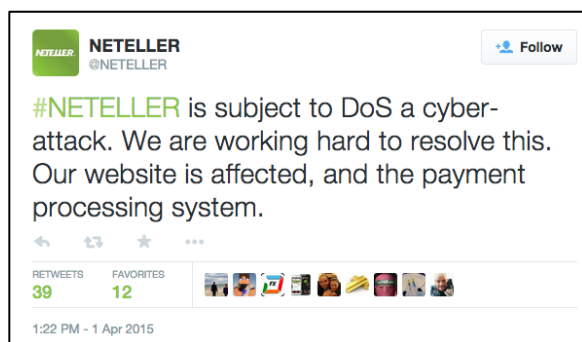 NETELLER
NETELLER
@NETELLER
Follow
#NETELLER is subject to DoS a cyber-
attack. We are working hard to resolve this.
Our website is affected, and the payment
processing system.
RETWEETS
FAVORITES
39
12
FX
1:22 PM - 1 Apr 2015